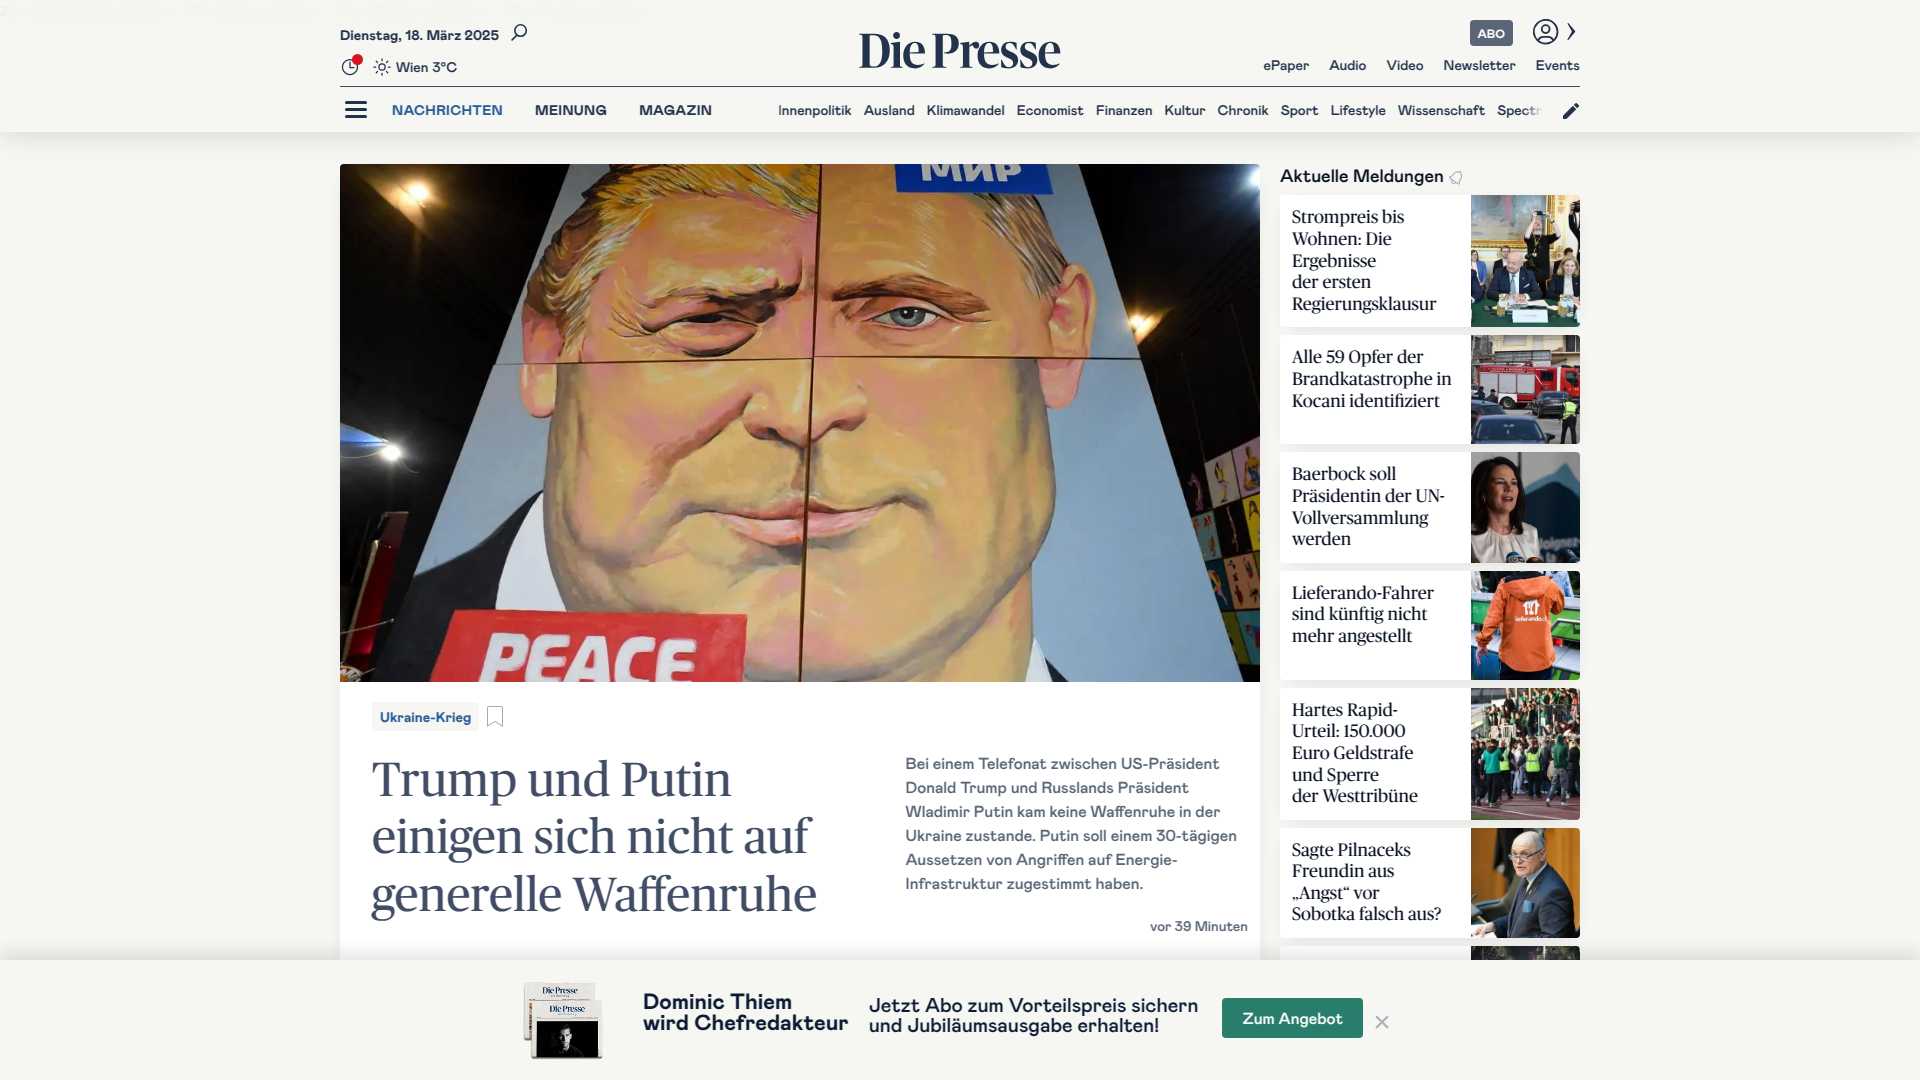 Dienstag, 18. März 2025
Wien 3°C
Die Presse
ABO
ePaper Audio Video Newsletter Events
NACHRICHTEN MEINUNG MAGAZIN
Innenpolitik Ausland Klimawandel Economist Finanzen Kultur Chronik Sport Lifestyle Wissenschaft Spectr
МИР
PEACE
Ukraine-Krieg
Trump und Putin
einigen sich nicht auf
generelle Waffenruhe
Bei einem Telefonat zwischen US-Präsident
Donald Trump und Russlands Präsident
Wladimir Putin kam keine Waffenruhe in der
Ukraine zustande. Putin soll einem 30-tägigen
Aussetzen von Angriffen auf Energie-
Infrastruktur zugestimmt haben.
vor 39 Minuten
Aktuelle Meldungen
Strompreis bis
Wohnen: Die
Ergebnisse
der ersten
Regierungsklausur
Alle 59 Opfer der
Brandkatastrophe in
Kocani identifiziert
Baerbock soll
Präsidentin der UN-
Vollversammlung
werden
Lieferando-Fahrer
sind künftig nicht
mehr angestellt
Hartes Rapid-
Urteil: 150.000
Euro Geldstrafe
und Sperre
der Westtribüne
Sagte Pilnaceks
Freundin aus
„Angst“ vor
Sobotka falsch aus?
Die Presse
Die Presse
Dominic Thiem
wird Chefredakteur
Jetzt Abo zum Vorteilspreis sichern
und Jubiläumsausgabe erhalten!
Zum Angebot